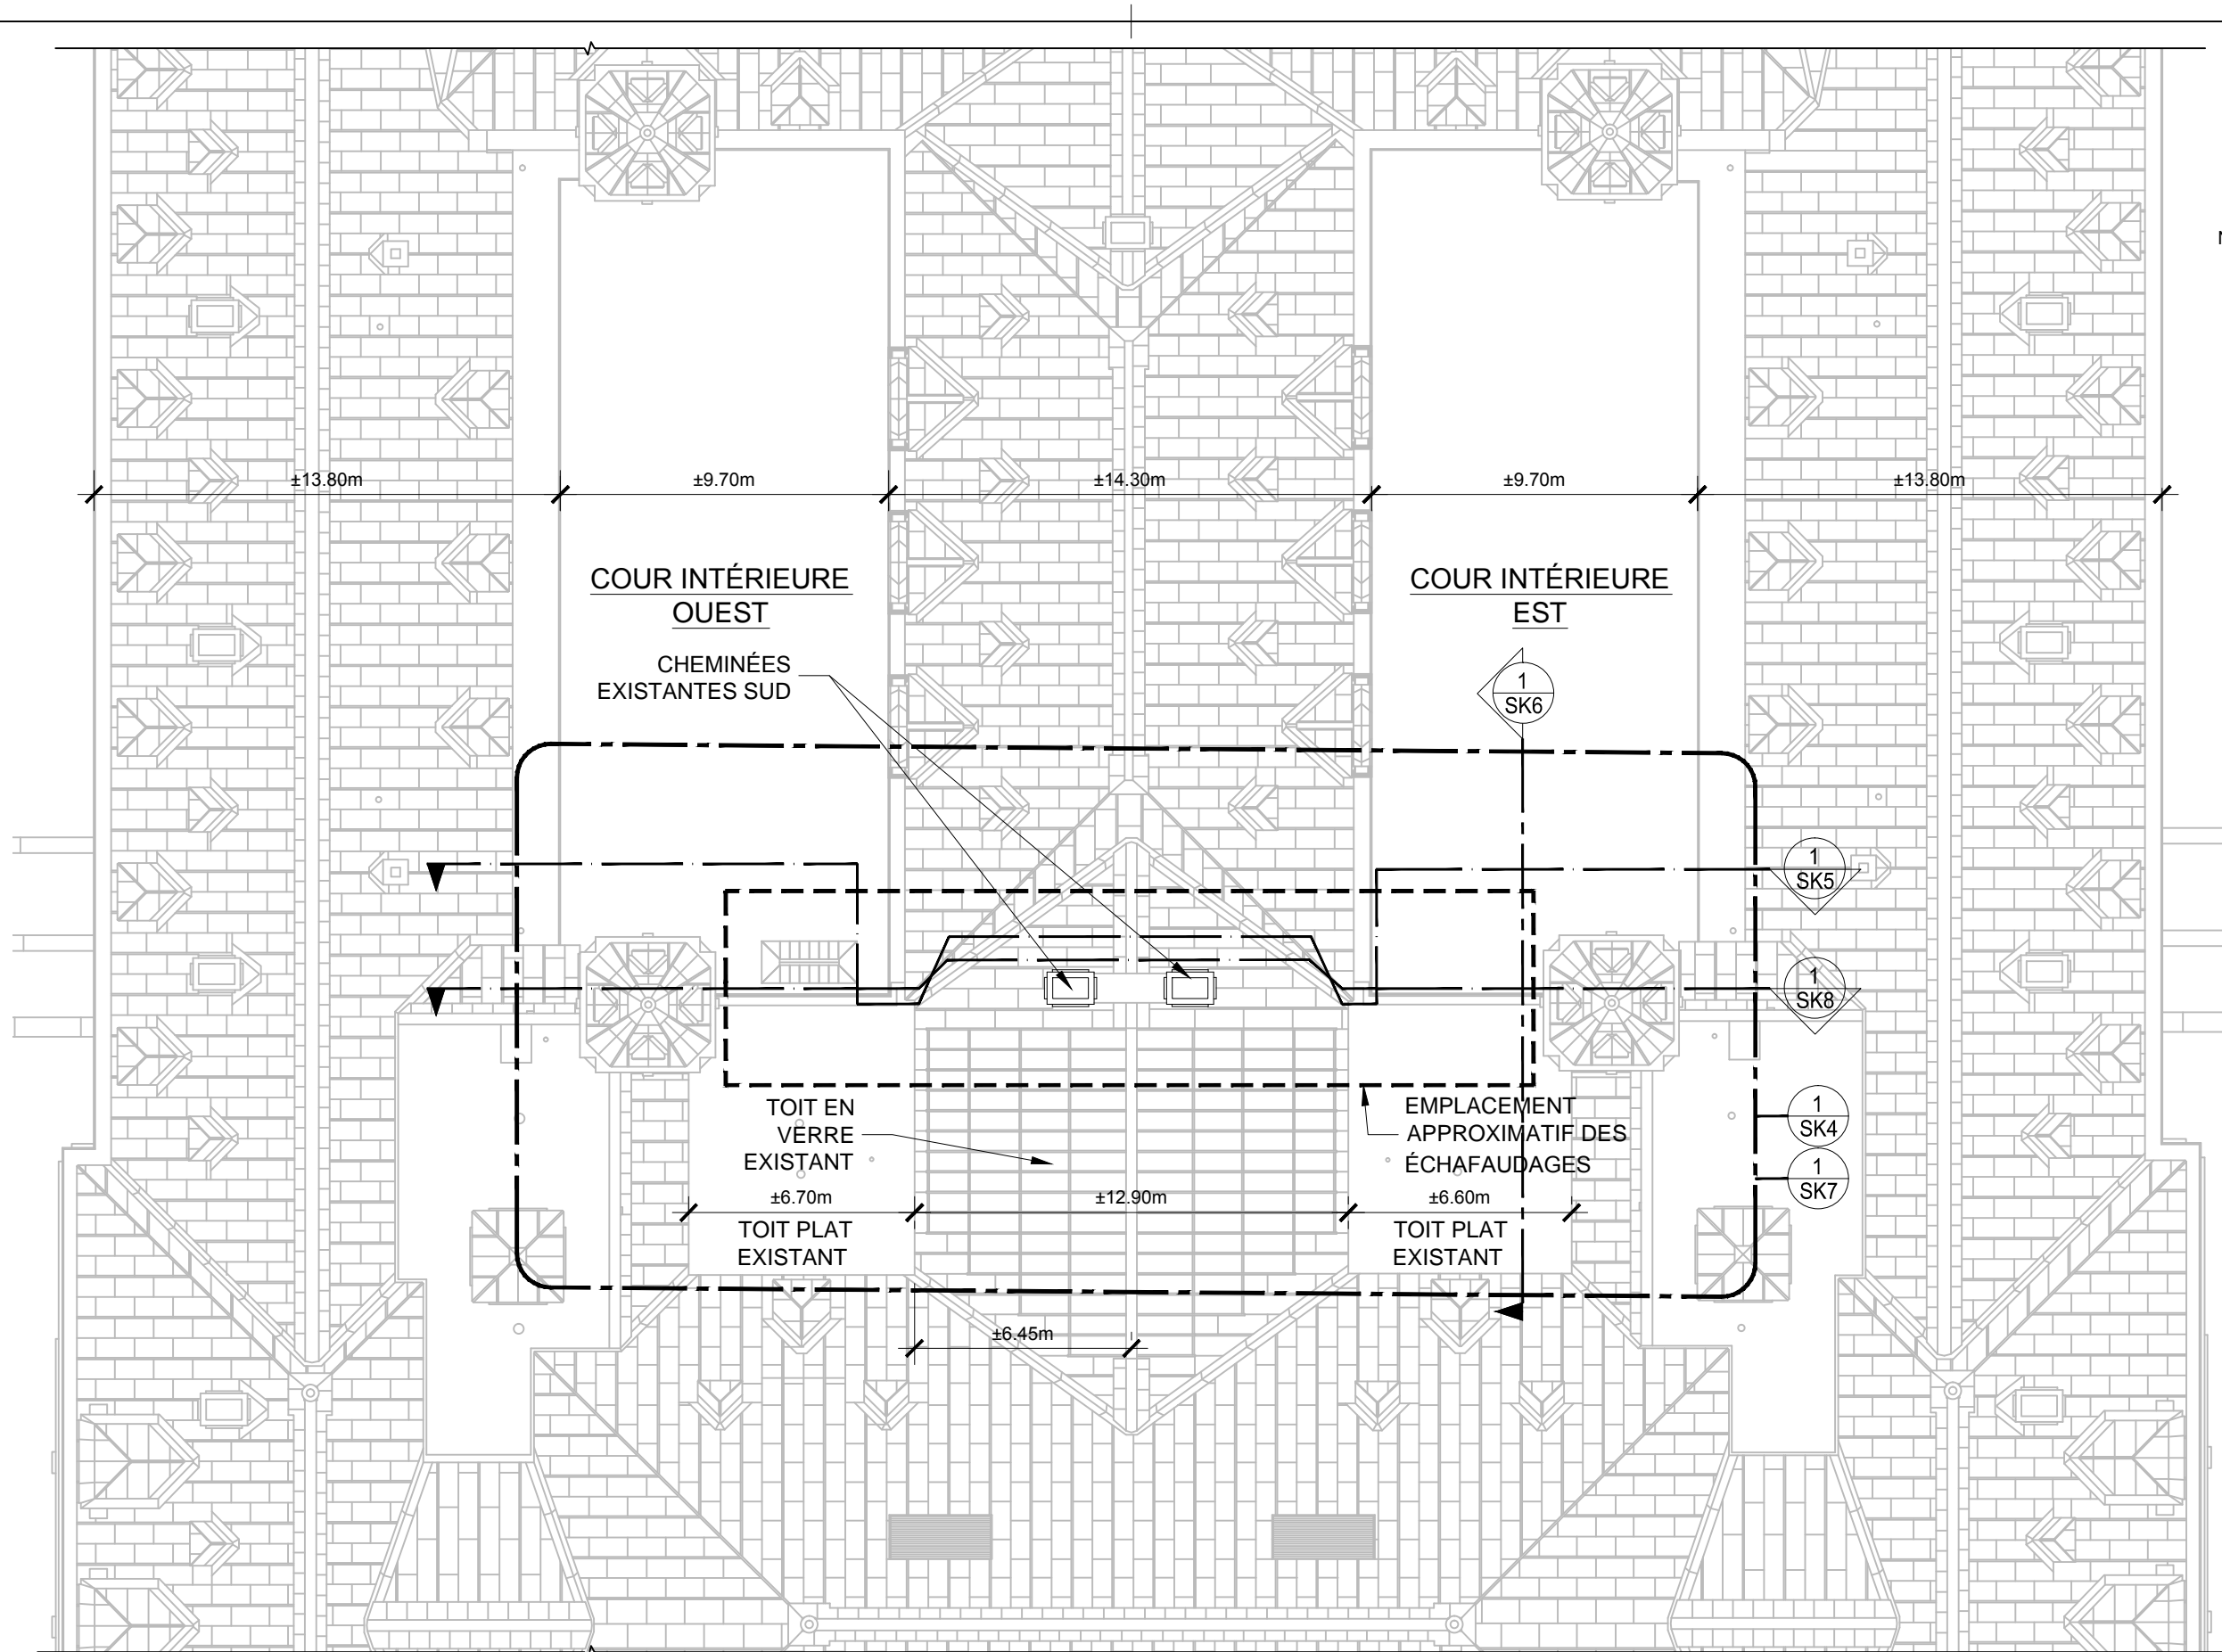 ±13.80m
±9.70m
±14.30m
±9.70m
±13.80m
COUR INTÉRIEURE
OUEST
COUR INTÉRIEURE
EST
CHEMINÉES
EXISTANTES SUD
1
SK6
1
SK5
1
SK8
TOIT EN
VERRE
EXISTANT
EMPLACEMENT
APPROXIMATIF DES
ÉCHAFAUDAGES
1
SK4
1
SK7
±6.70m
±12.90m
±6.60m
TOIT PLAT
EXISTANT
TOIT PLAT
EXISTANT
±6.45m